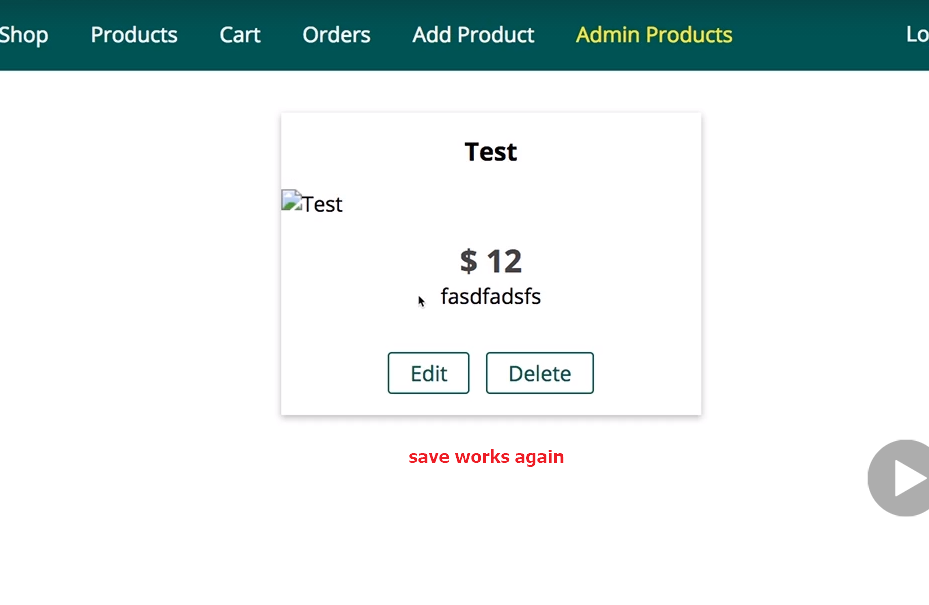 Shop Products Cart Orders Add Product Admin Products Lo
Test
Test
$ 12
fasdfadsfs
Edit Delete
save works again